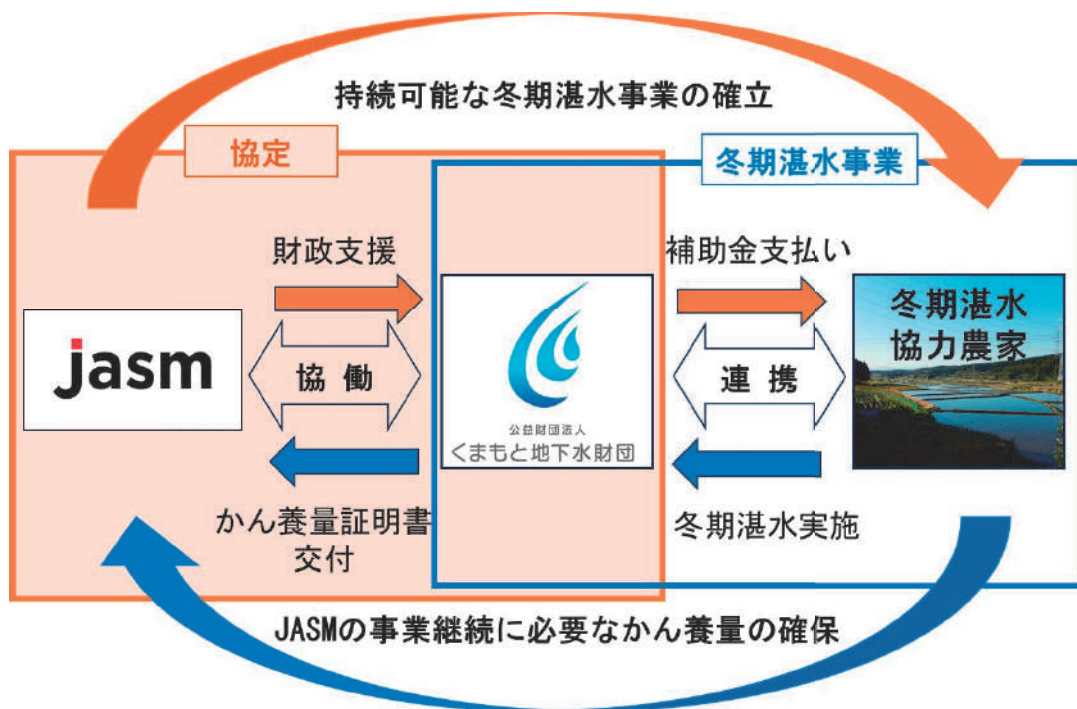 持続可能な冬期湛水事業の確立
協定
冬期湛水事業
財政支援
補助金支払い
jasm
協働
公益財団法人
くまもと地下水財団
連携
冬期湛水
協力農家
かん養量証明書
交付
冬期湛水実施
JASMの事業継続に必要なかん養量の確保